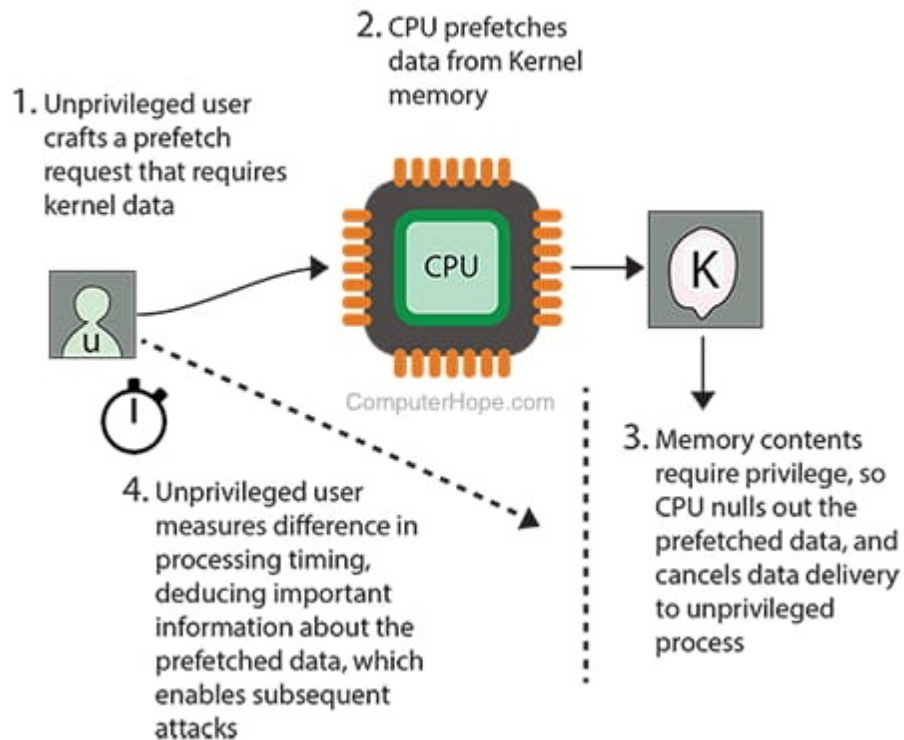 1. Unprivileged user
crafts a prefetch
request that requires
kernel data
2. CPU prefetches
data from Kernel
memory
u
CPU
K
ComputerHope.com
3. Memory contents
require privilege, so
CPU nulls out the
prefetched data, and
cancels data delivery
to unprivileged
process
4. Unprivileged user
measures difference in
processing timing,
deducing important
information about the
prefetched data, which
enables subsequent
attacks